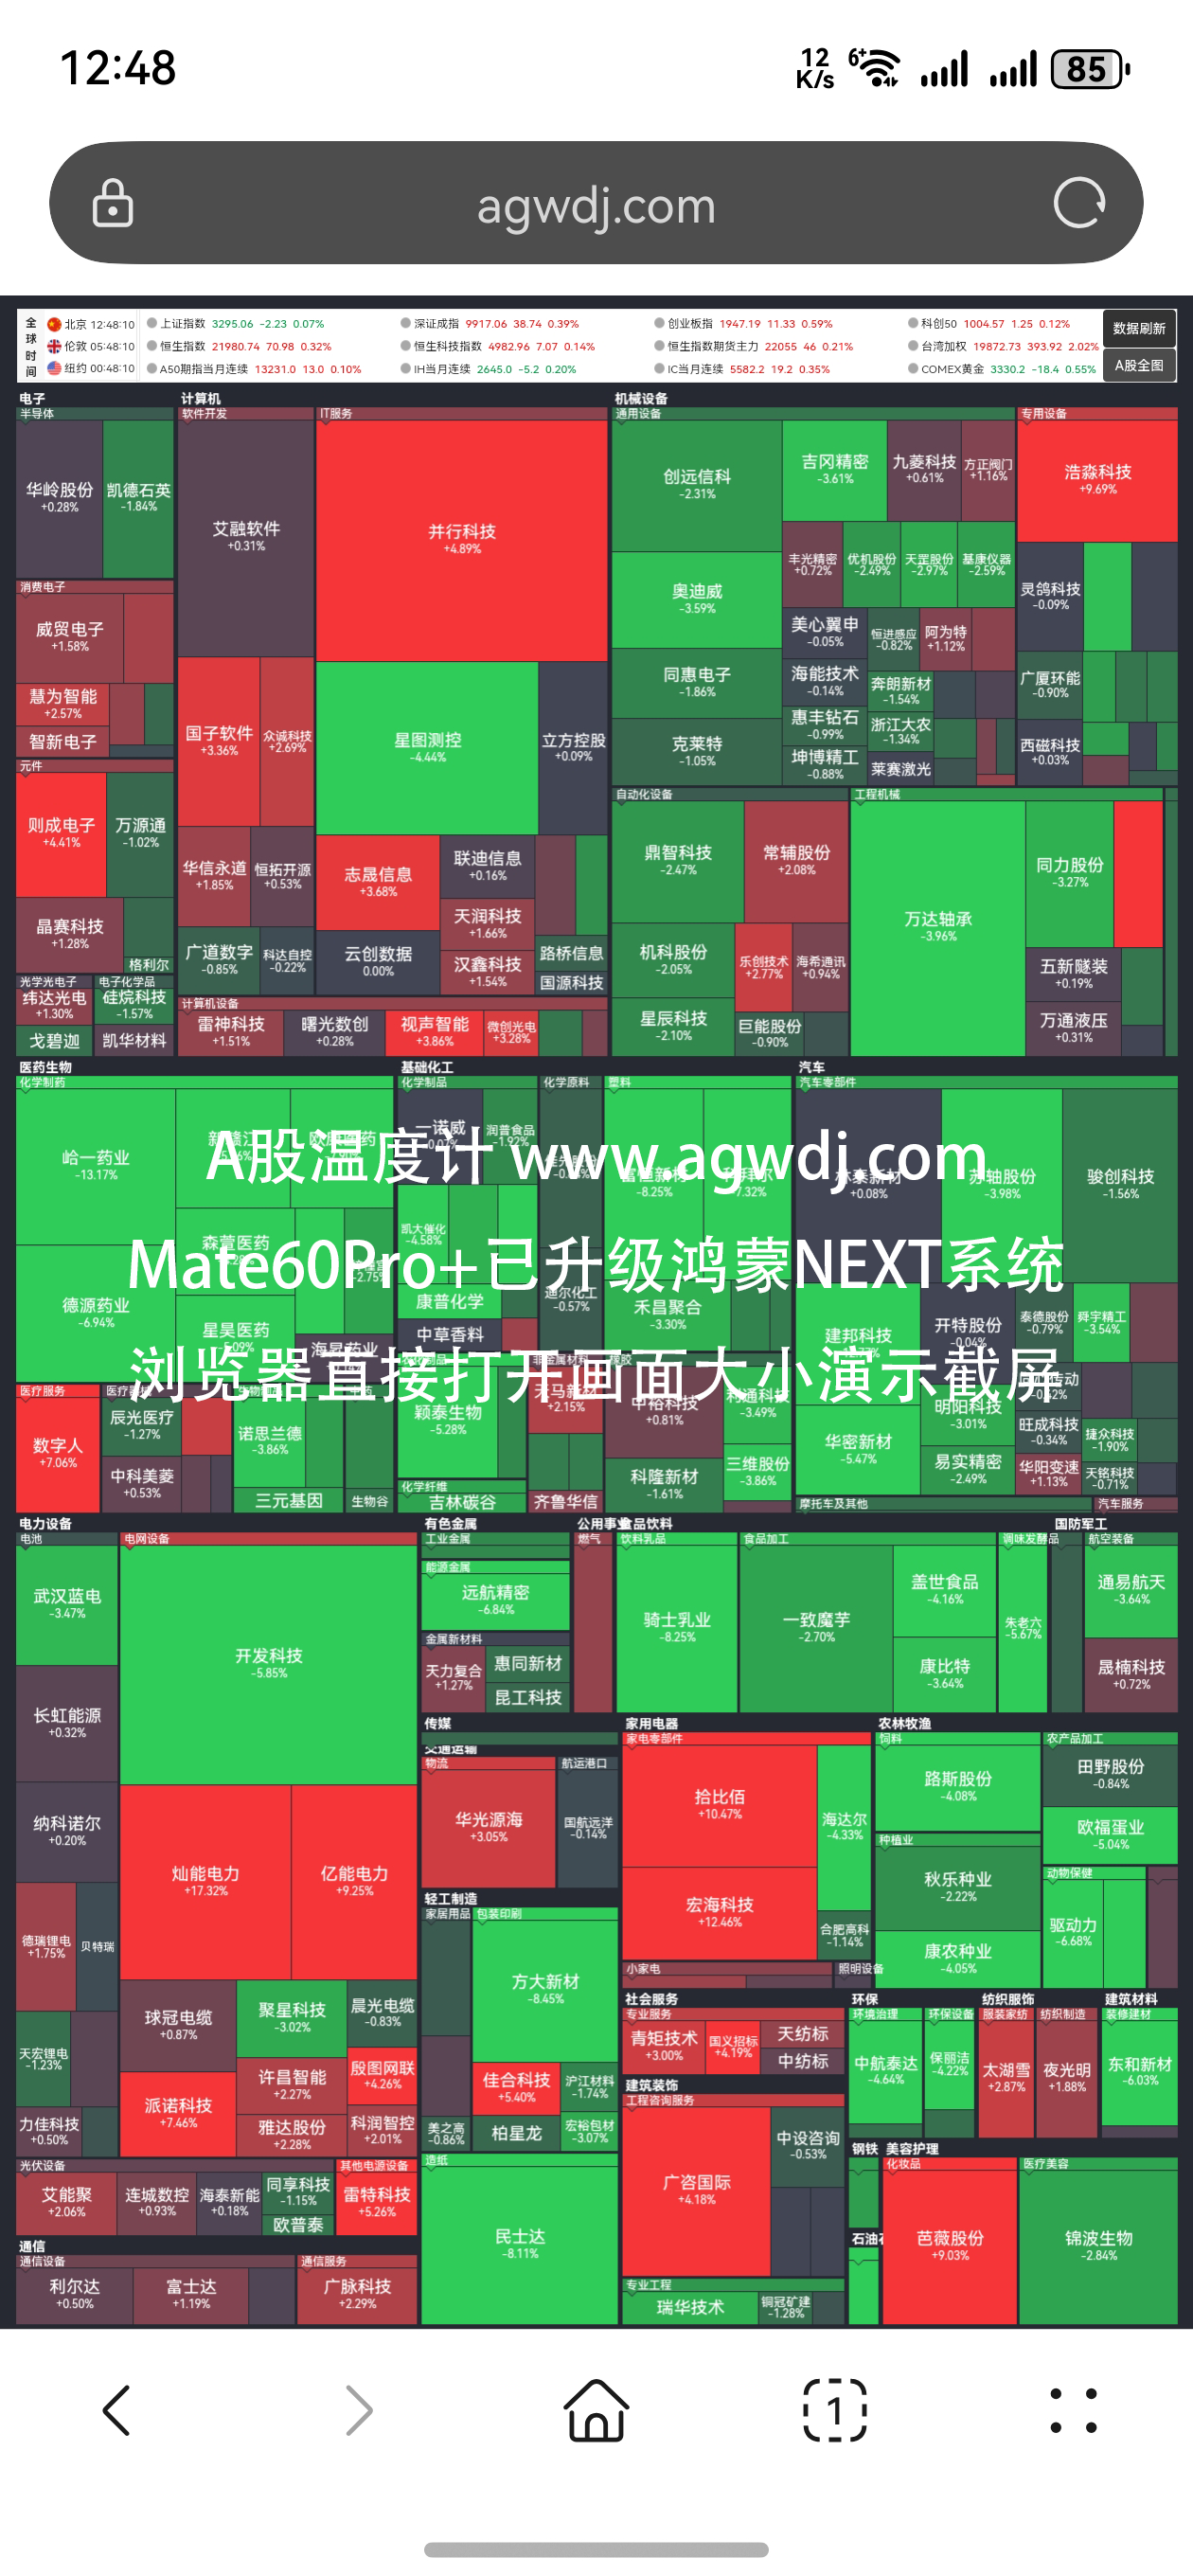 12:48
12 K/s
6+
85
agwdj.com
全球时间
北京 12:48:10
伦敦 05:48:10
纽约 00:48:10
上证指数 3295.06 -2.23 0.07%
深证成指 9917.06 38.74 0.39%
创业板指 1947.19 11.33 0.59%
科创50 1004.57 1.25 0.12%
恒生指数 21980.74 70.98 0.32%
恒生科技指数 4982.96 7.07 0.14%
恒生指数期货主力 22055 46 0.21%
台湾加权 19872.73 393.92 2.02%
A50期指当月连续 13231.0 13.0 0.10%
IH当月连续 2645.0 -5.2 0.20%
IC当月连续 5582.2 19.2 0.35%
COMEX黄金 3330.2 -18.4 0.55%
数据刷新
A股全图
电子
半导体
华岭股份
+0.28%
凯德石英
-1.84%
消费电子
威贸电子
+1.58%
慧为智能
+2.57%
智新电子
元件
则成电子
+4.41%
万源通
-1.02%
晶赛科技
+1.28%
格利尔
光学光电子
纬达光电
+1.30%
戈碧迦
电子化学品
硅烷科技
-1.57%
凯华材料
计算机
软件开发
艾融软件
+0.31%
国子软件
+3.36%
众诚科技
+2.69%
华信永道
+1.85%
恒拓开源
+0.53%
广道数字
-0.85%
科达自控
-0.22%
IT服务
并行科技
+4.89%
星图测控
-4.44%
立方控股
+0.09%
志晟信息
+3.68%
联迪信息
+0.16%
天润科技
+1.66%
云创数据
0.00%
汉鑫科技
+1.54%
路桥信息
国源科技
计算机设备
雷神科技
+1.51%
曙光数创
+0.28%
视声智能
+3.86%
微创光电
+3.28%
机械设备
通用设备
创远信科
-2.31%
奥迪威
-3.59%
同惠电子
-1.86%
克莱特
-1.05%
吉冈精密
-3.61%
九菱科技
+0.61%
方正阀门
+1.16%
丰光精密
+0.72%
优机股份
-2.49%
天罡股份
-2.97%
基康仪器
-2.59%
美心翼申
-0.05%
恒进感应
-0.82%
阿为特
+1.12%
海能技术
-0.14%
奔朗新材
-1.54%
惠丰钻石
-0.99%
浙江大农
-1.34%
坤博精工
-0.88%
莱赛激光
专用设备
浩淼科技
+9.69%
灵鸽科技
-0.09%
广厦环能
-0.90%
西磁科技
+0.03%
自动化设备
鼎智科技
-2.47%
常辅股份
+2.08%
机科股份
-2.05%
乐创技术
+2.77%
海希通讯
+0.94%
星辰科技
-2.10%
巨能股份
-0.90%
工程机械
万达轴承
-3.96%
同力股份
-3.27%
五新隧装
+0.19%
万通液压
+0.31%
A股温度计 www.agwdj.com
Mate60Pro+已升级鸿蒙NEXT系统
浏览器直接打开画面大小演示截屏
医药生物
化学制药
峆一药业
-13.17%
德源药业
-6.94%
森萱医药
星昊医药
-5.09%
海昇药业
医疗服务
数字人
+7.06%
辰光医疗
-1.27%
中科美菱
+0.53%
诺思兰德
-3.86%
三元基因
生物谷
基础化工
化学制品
一诺威
润普食品
-1.92%
凯大催化
-4.58%
康普化学
中草香料
颖泰生物
-5.28%
化学纤维
吉林碳谷
化学原料
迪尔化工
-0.57%
+2.15%
齐鲁华信
塑料
富恒新材
-8.25%
-7.32%
禾昌聚合
-3.30%
中裕科技
+0.81%
科隆新材
-1.61%
利通科技
-3.49%
三维股份
-3.86%
汽车
汽车零部件
林泰新材
+0.08%
苏轴股份
-3.98%
骏创科技
-1.56%
建邦科技
开特股份
-0.04%
泰德股份
-0.79%
舜宇精工
-3.54%
明阳科技
-3.01%
旺成科技
-0.34%
捷众科技
-1.90%
华密新材
-5.47%
易实精密
-2.49%
华阳变速
+1.13%
天铭科技
-0.71%
摩托车及其他
汽车服务
电力设备
电池
武汉蓝电
-3.47%
长虹能源
+0.32%
纳科诺尔
+0.20%
德瑞锂电
+1.75%
贝特瑞
天宏锂电
-1.23%
力佳科技
+0.50%
电网设备
开发科技
-5.85%
灿能电力
+17.32%
亿能电力
+9.25%
球冠电缆
+0.87%
聚星科技
-3.02%
晨光电缆
-0.83%
派诺科技
+7.46%
许昌智能
+2.27%
殷图网联
+4.26%
雅达股份
+2.28%
科润智控
+2.01%
光伏设备
艾能聚
+2.06%
连城数控
+0.93%
海泰新能
+0.18%
同享科技
-1.15%
欧普泰
其他电源设备
雷特科技
+5.26%
通信
通信设备
利尔达
+0.50%
富士达
+1.19%
通信服务
广脉科技
+2.29%
有色金属
工业金属
能源金属
远航精密
-6.84%
金属新材料
天力复合
+1.27%
惠同新材
昆工科技
公用事业
燃气
食品饮料
饮料乳品
骑士乳业
-8.25%
食品加工
一致魔芋
-2.70%
盖世食品
-4.16%
康比特
-3.64%
调味发酵品
朱老六
-5.67%
国防军工
航空装备
通易航天
-3.64%
晟楠科技
+0.72%
传媒
交通运输
物流
华光源海
+3.05%
航运港口
国航远洋
-0.14%
轻工制造
家居用品
美之高
-0.86%
包装印刷
方大新材
-8.45%
佳合科技
+5.40%
沪江材料
-1.74%
柏星龙
宏裕包材
-3.07%
造纸
民士达
-8.11%
家用电器
家电零部件
拾比佰
+10.47%
海达尔
-4.33%
宏海科技
+12.46%
合肥高科
-1.14%
小家电
照明设备
农林牧渔
饲料
路斯股份
-4.08%
种植业
秋乐种业
-2.22%
康农种业
-4.05%
农产品加工
田野股份
-0.84%
欧福蛋业
-5.04%
动物保健
驱动力
-6.68%
社会服务
专业服务
青矩技术
+3.00%
国义招标
+4.19%
天纺标
中纺标
建筑装饰
工程咨询服务
广咨国际
+4.18%
中设咨询
-0.53%
专业工程
瑞华技术
铜冠矿建
-1.28%
环保
环境治理
中航泰达
-4.64%
环保设备
保丽洁
-4.22%
纺织服饰
服装家纺
太湖雪
+2.87%
纺织制造
夜光明
+1.88%
建筑材料
装修建材
东和新材
-6.03%
钢铁
石油石
美容护理
化妆品
芭薇股份
+9.03%
医疗美容
锦波生物
-2.84%
1